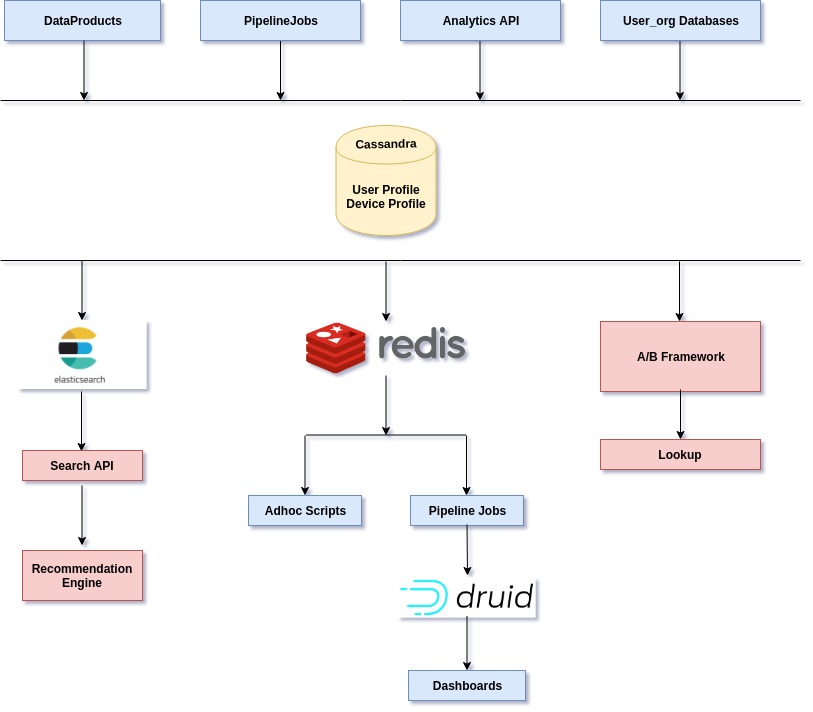 DataProducts
PipelineJobs
Analytics API
User_org Databases
Cassandra
User Profile
Device Profile
elasticsearch
redis
A/B Framework
Search API
Lookup
Adhoc Scripts
Pipeline Jobs
Recommendation
Engine
druid
Dashboards